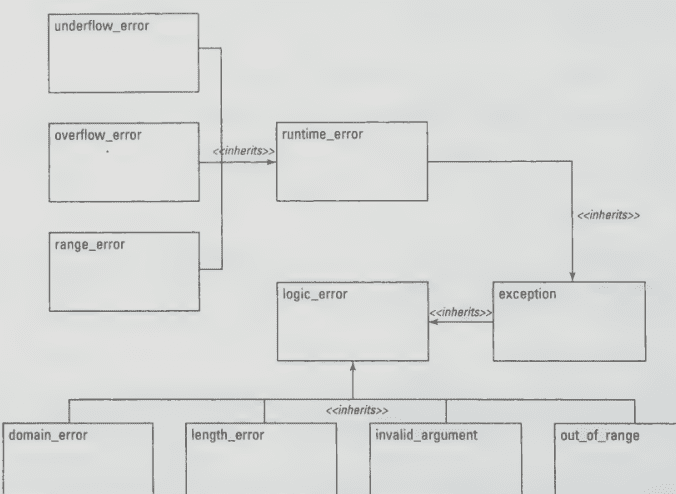 underflow_error
overflow_error
<<inherits>>
runtime_error
<<inherits>>
range_error
logic_error
<<inherits>>
exception
<<inherits>>
domain_error
length_error
invalid_argument
out_of_range